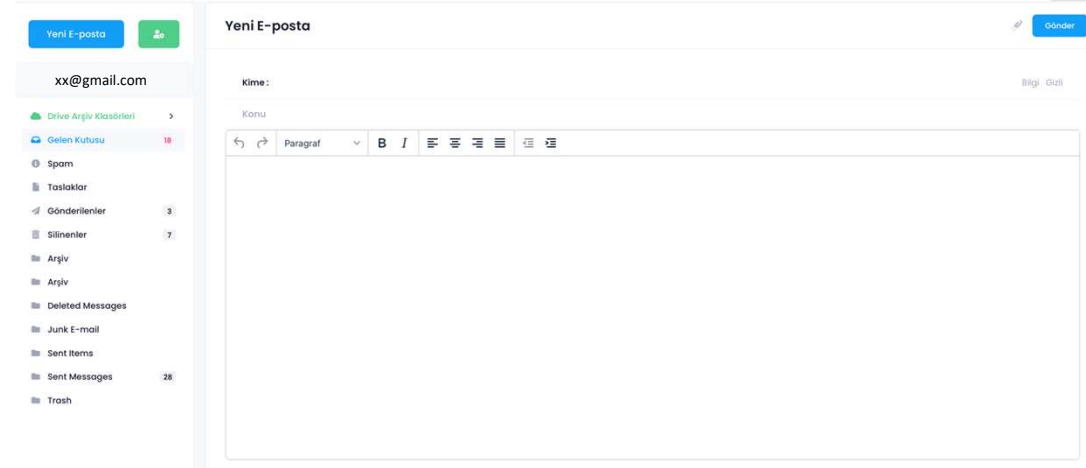 Yeni E-posta
xx@gmail.com
Drive Arşiv Klasörleri
Gelen Kutusu 18
Spam
Taslaklar
Gönderilenler 3
Silinenler 7
Arşiv
Arşiv
Deleted Messages
Junk E-mail
Sent Items
Sent Messages 28
Trash
Yeni E-posta
Gönder
Kime :
Bilgi Gizli
Konu
Paragraf B I